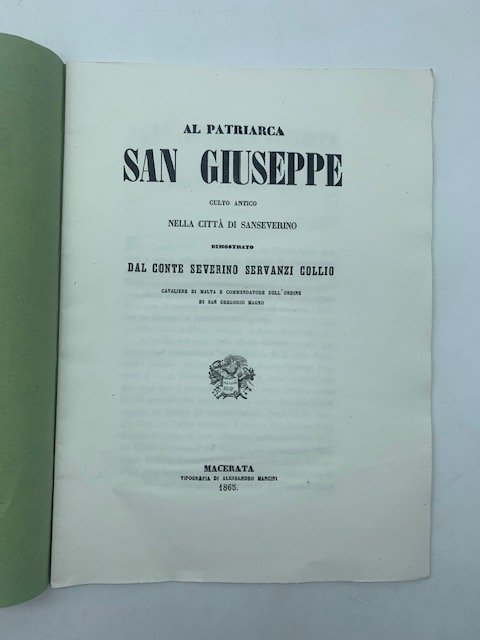 AL PATRIARCA
SAN GIUSEPPE
CULTO ANTICO
NELLA CITTÀ DI SANSEVERINO
DIMOSTRATO
DAL CONTE SEVERINO SERVANZI COLLIO
CAVALIERE DI MALTA E COMMENDATORE DELL'ORDINE
DI SAN GREGORIO MAGNO
MACERATA
TIPOGRAFIA DI ALESSANDRO MANCINI
1865.